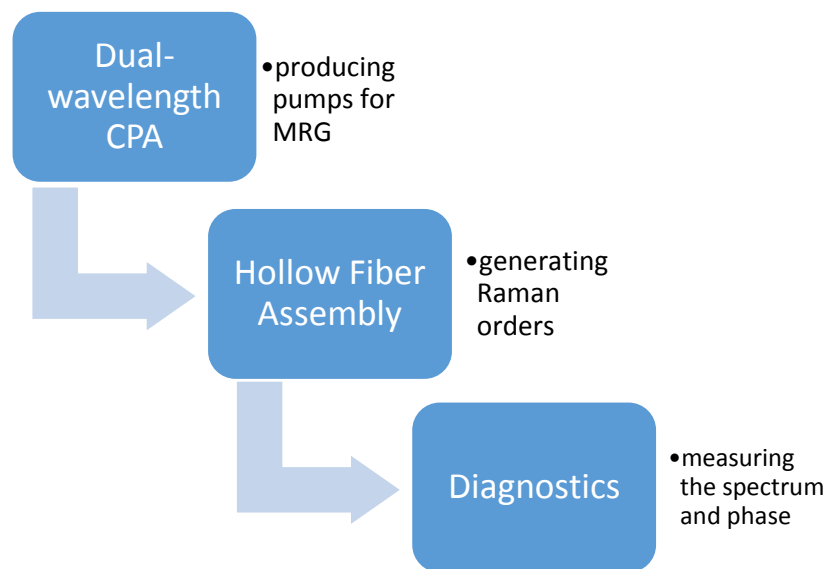 Dual-
wavelength
CPA
•producing
pumps for
MRG
Hollow Fiber
Assembly
•generating
Raman
orders
Diagnostics
•measuring
the spectrum
and phase